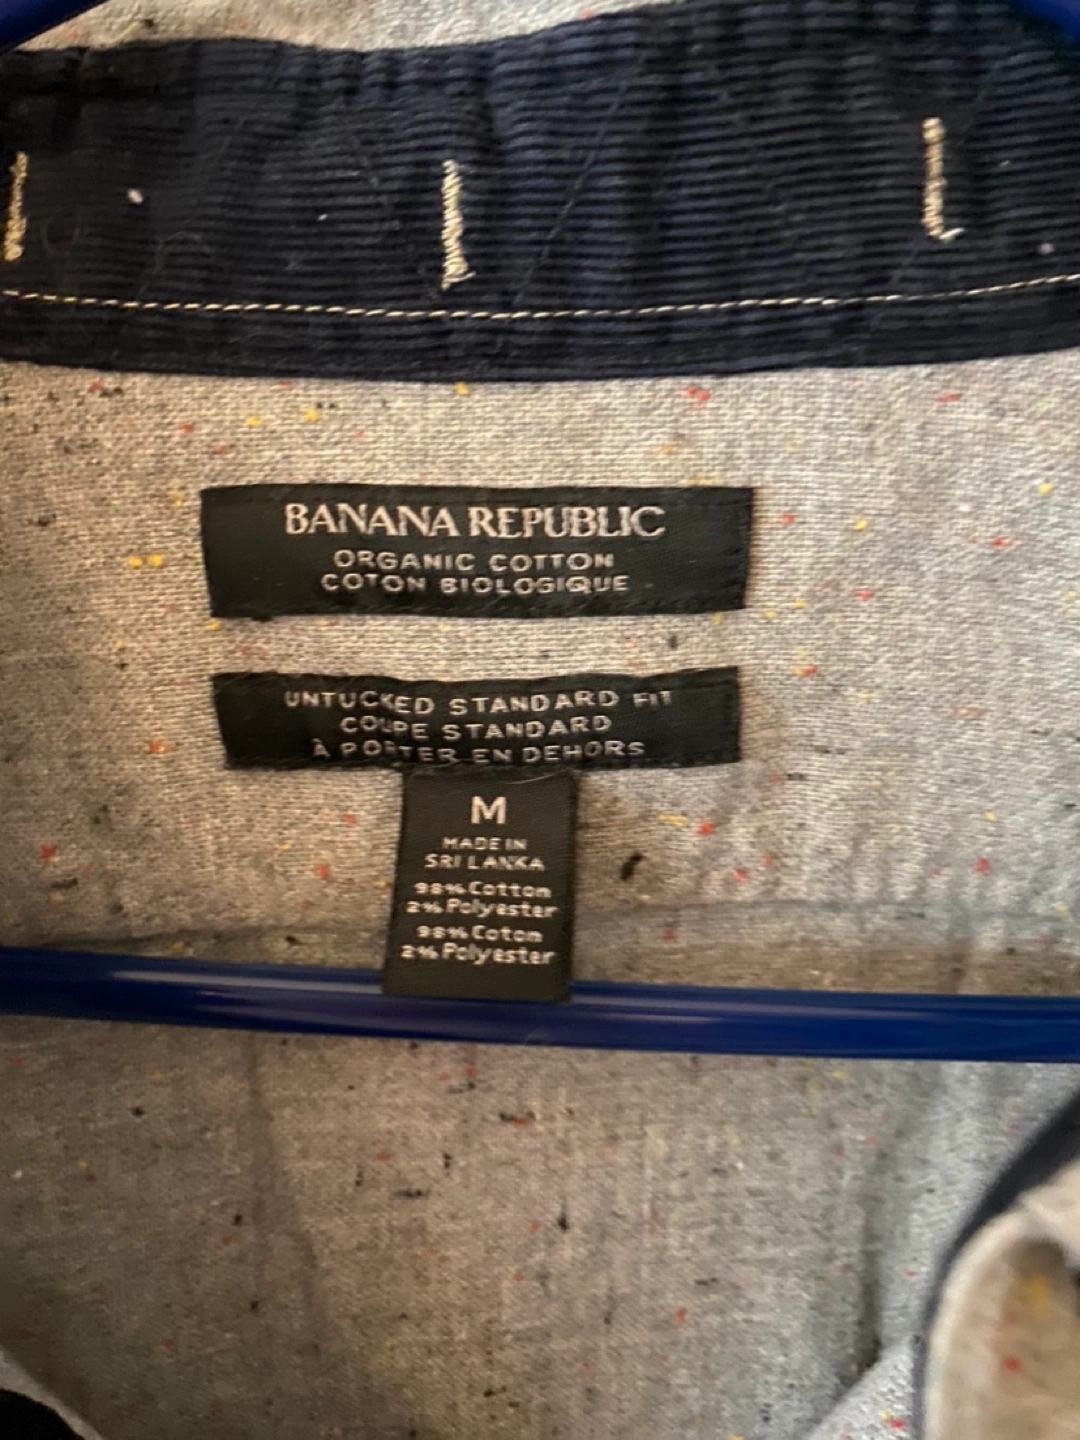 BANANA REPUBLIC
ORGANIC COTTON
COTON BIOLOGIQUE
UNTUCKED STANDARD FIT
COUPE STANDARD
À PORTER EN DEHORS
M
MADE IN
SRI LANKA
98% Cotton
2% Polyester
98% Coton
2% Polyester